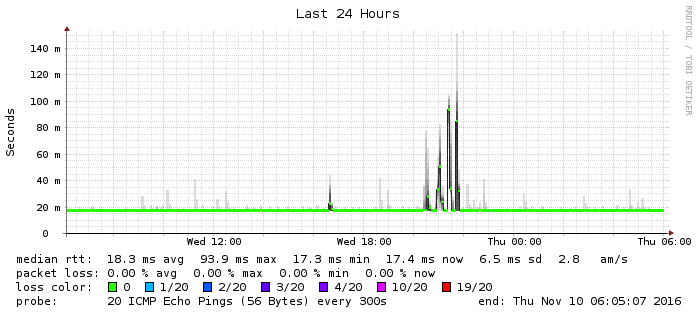 Last 24 Hours
RRDTOOL / TOBI OETIKER
Seconds
140 m
120 m
100 m
80 m
60 m
40 m
20 m
0
Wed 12:00 Wed 18:00 Thu 00:00 Thu 06:00
median rtt: 18.3 ms avg 93.9 ms max 17.3 ms min 17.4 ms now 6.5 ms sd 2.8 am/s
packet loss: 0.00 % avg 0.00 % max 0.00 % min 0.00 % now
loss color: 0 1/20 2/20 3/20 4/20 10/20 19/20
probe: 20 ICMP Echo Pings (56 Bytes) every 300s end: Thu Nov 10 06:05:07 2016